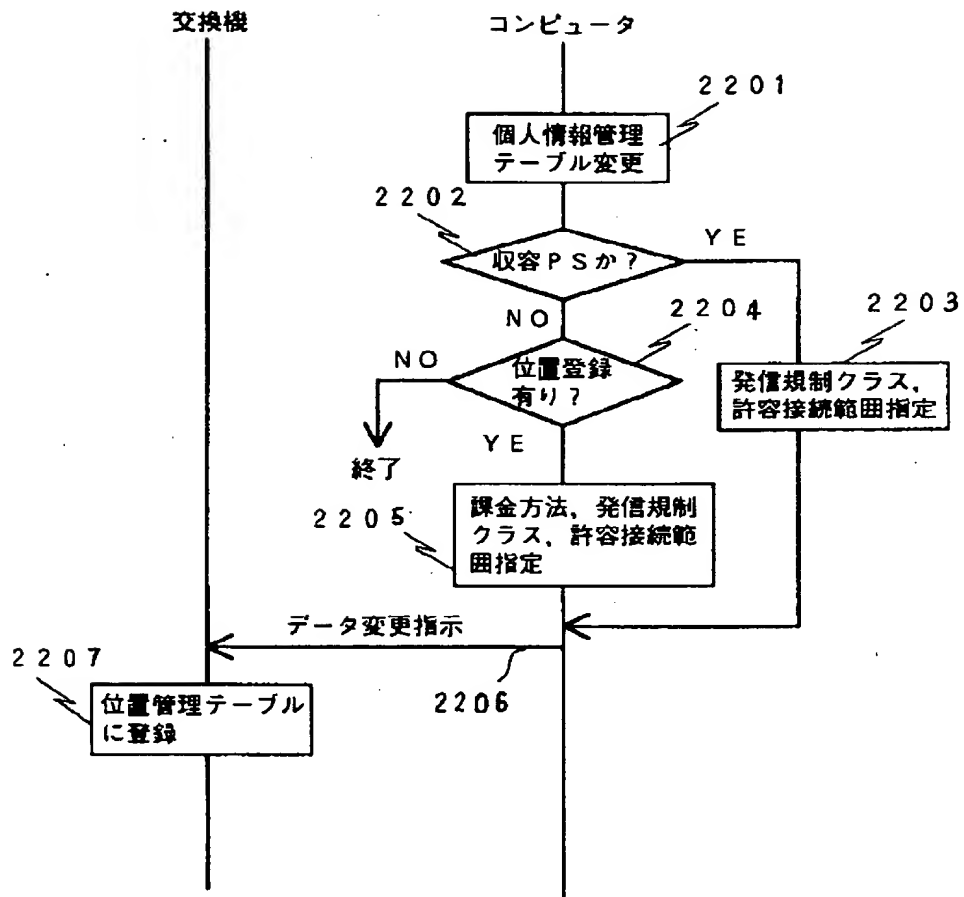 交換機
コンピュータ
２２０１
個人情報管理
テーブル変更
２２０２
収容ＰＳか？
ＹＥ
ＮＯ
２２０４
２２０３
ＮＯ
位置登録
有り？
発信規制クラス，
許容接続範囲指定
終了
ＹＥ
２２０５
課金方法，発信規制
クラス，許容接続範
囲指定
データ変更指示
２２０７
２２０６
位置管理テーブル
に登録